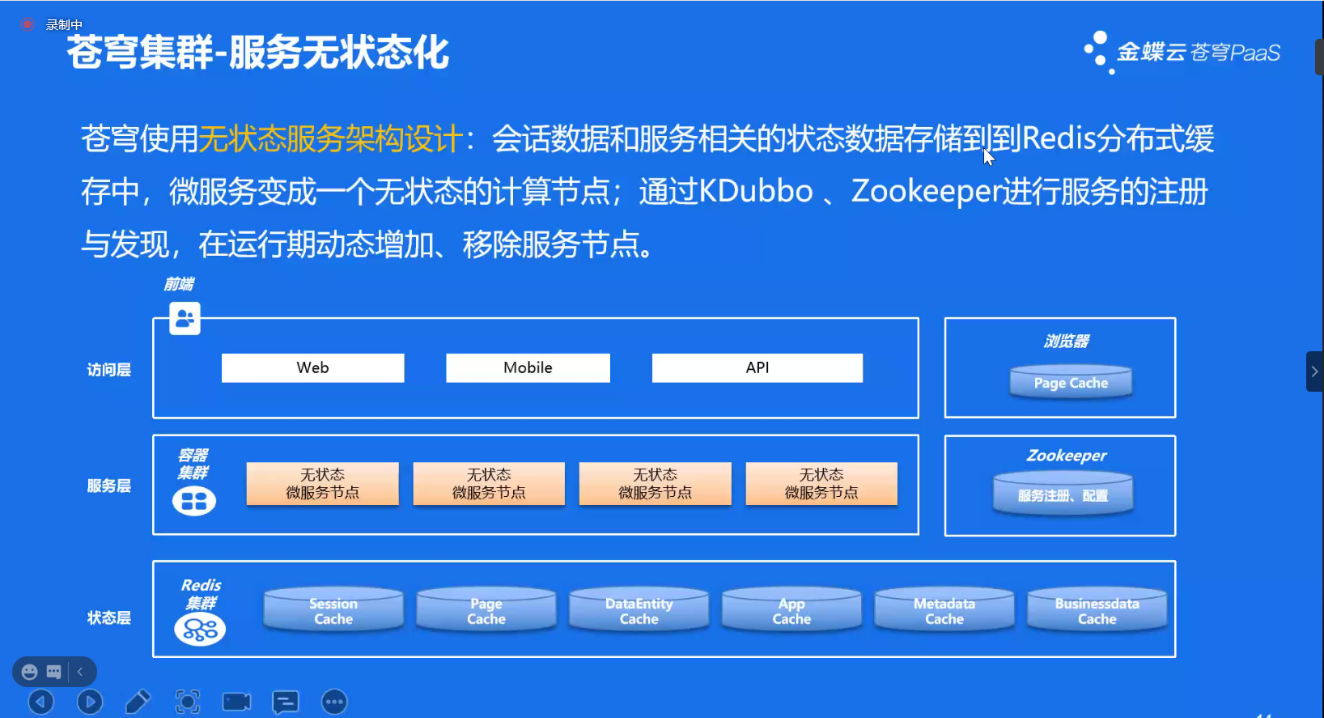 录制中
苍穹集群-服务无状态化
金蝶云 苍穹PaaS
苍穹使用无状态服务架构设计：会话数据和服务相关的状态数据存储到到Redis分布式缓
存中，微服务变成一个无状态的计算节点；通过KDubbo 、Zookeeper进行服务的注册
与发现，在运行期动态增加、移除服务节点。
前端
访问层
Web
Mobile
API
浏览器
Page Cache
服务层
容器
集群
无状态
微服务节点
无状态
微服务节点
无状态
微服务节点
无状态
微服务节点
Zookeeper
服务注册、配置
状态层
Redis
集群
Session
Cache
Page
Cache
DataEntity
Cache
App
Cache
Metadata
Cache
Businessdata
Cache